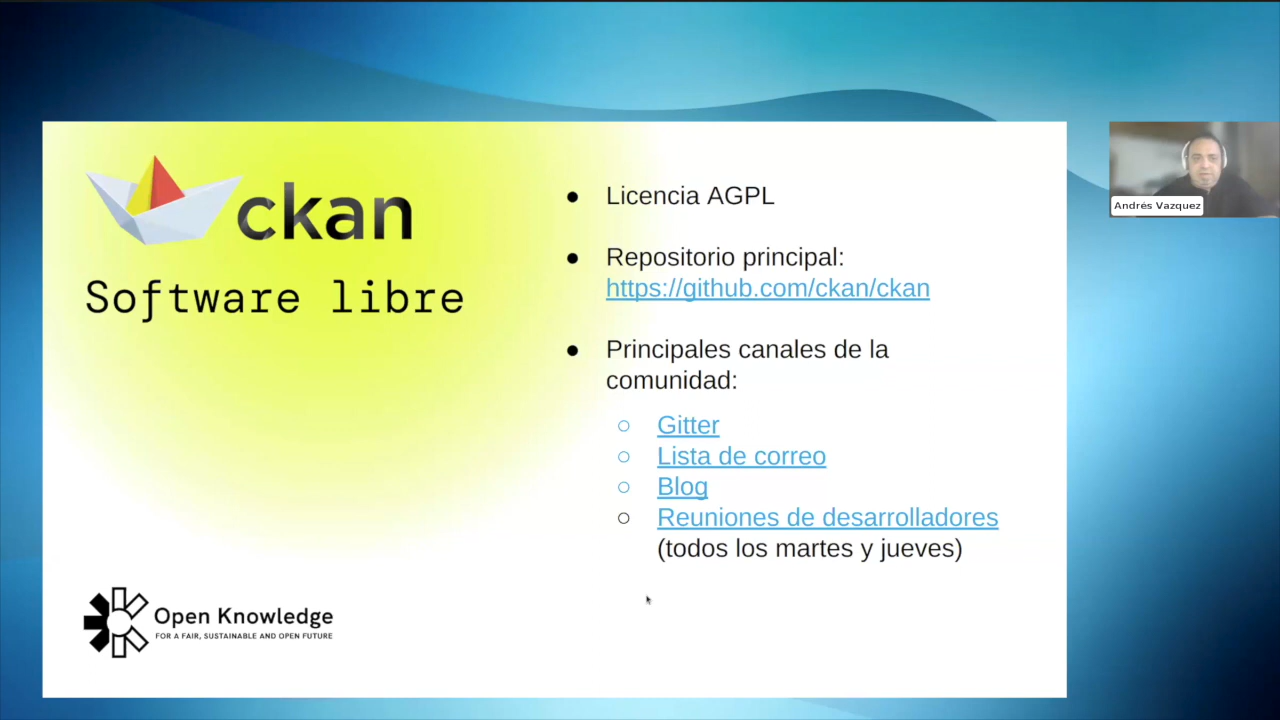 ckan
Software libre
Licencia AGPL
Repositorio principal:
https://github.com/ckan/ckan
Principales canales de la
comunidad:
Gitter
Lista de correo
Blog
Reuniones de desarrolladores
(todos los martes y jueves)
Open Knowledge
FOR A FAIR, SUSTAINABLE AND OPEN FUTURE
Andrés Vazquez